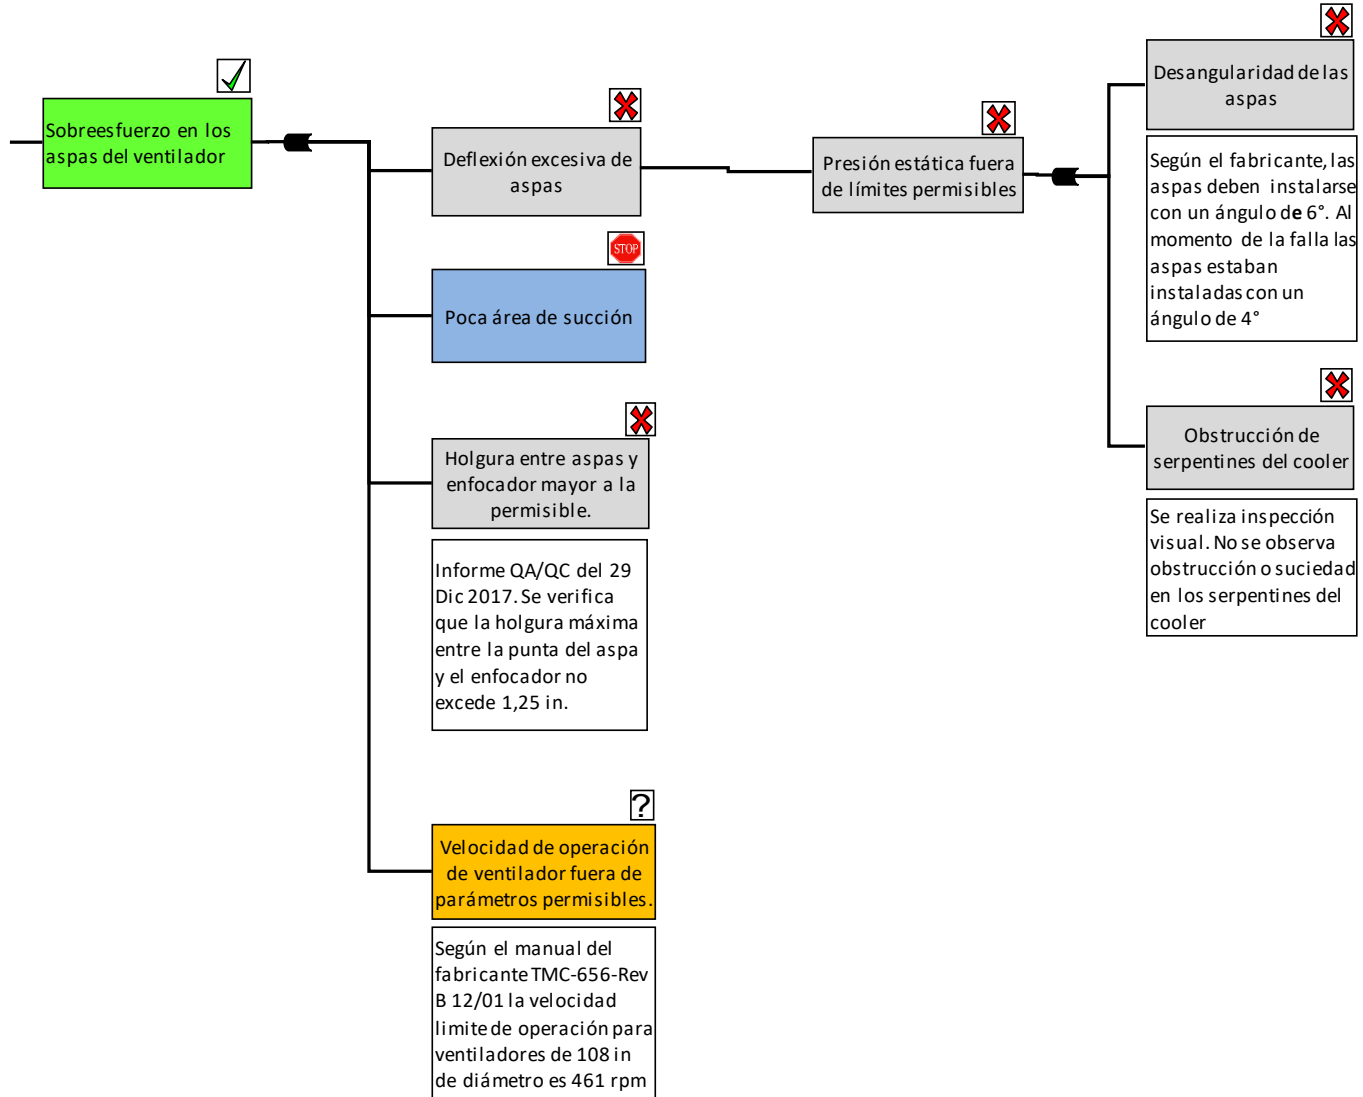 Sobreesfuerzo en los
aspas del ventilador
Deflexión excesiva de
aspas
Presión estática fuera
de límites permisibles
Desangularidad de las
aspas
Según el fabricante, las
aspas deben instalarse
con un ángulo de 6°. Al
momento de la falla las
aspas estaban
instaladas con un
ángulo de 4°
STOP
Poca área de succión
Obstrucción de
serpentines del cooler
Se realiza inspección
visual. No se observa
obstrucción o suciedad
en los serpentines del
cooler
Holgura entre aspas y
enfocador mayor a la
permisible.
Informe QA/QC del 29
Dic 2017. Se verifica
que la holgura máxima
entre la punta del aspa
y el enfocador no
excede 1,25 in.
?
Velocidad de operación
de ventilador fuera de
parámetros permisibles.
Según el manual del
fabricante TMC-656-Rev
B 12/01 la velocidad
limite de operación para
ventiladores de 108 in
de diámetro es 461 rpm